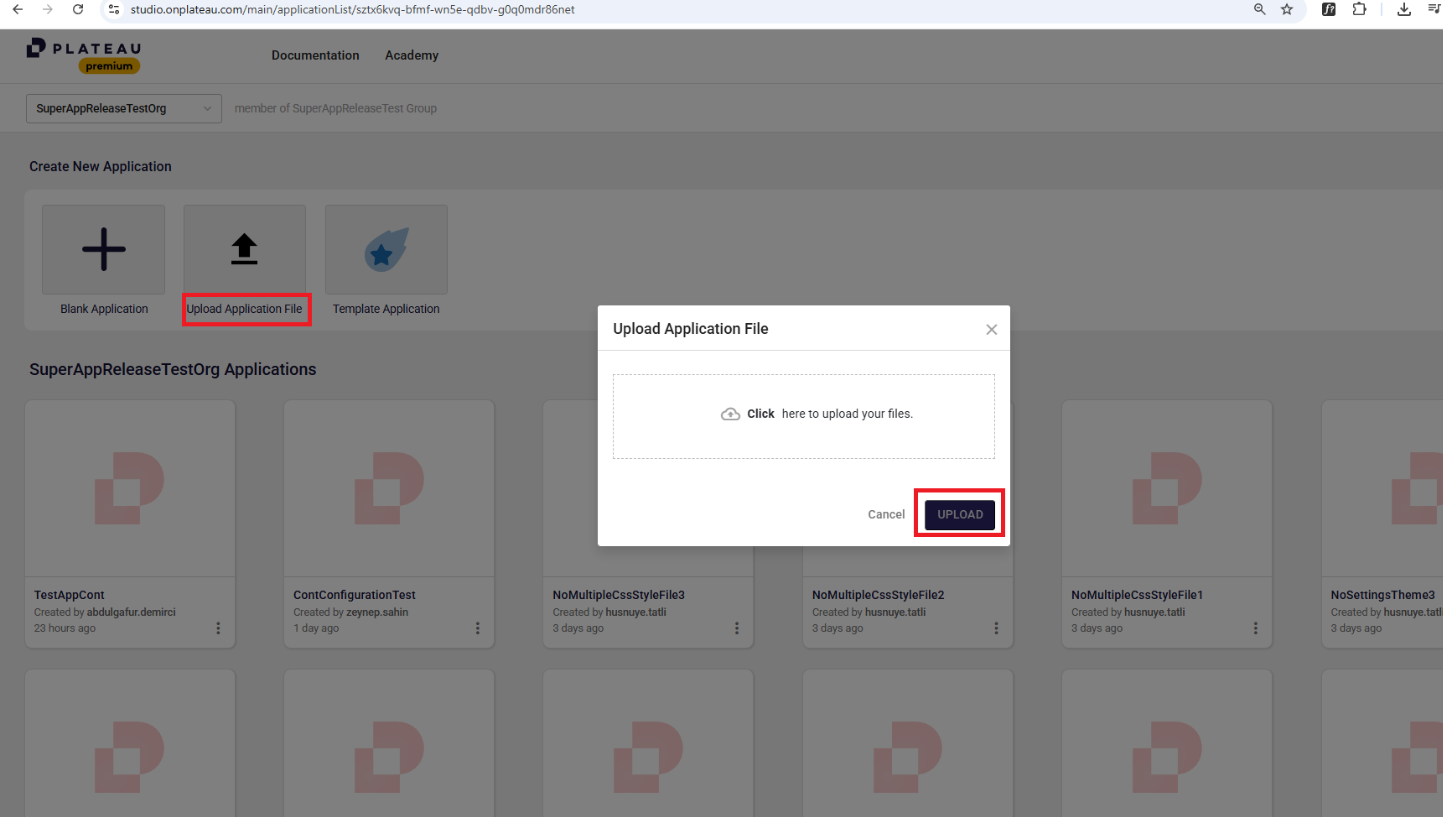 studio.onplateau.com/main/applicationList/sztx6kvq-bfmf-wn5e-qdbv-g0q0mdr86net
f?
PLATEAU
premium
Documentation
Academy
SuperAppReleaseTestOrg
member of SuperAppReleaseTest Group
Create New Application
Blank Application
Upload Application File
Template Application
Upload Application File
Click here to upload your files.
Cancel
UPLOAD
SuperAppReleaseTestOrg Applications
TestAppCont
Created by abdulgafur.demirci
23 hours ago
ContConfigurationTest
Created by zeynep.sahin
1 day ago
NoMultipleCssStyleFile3
Created by husnuye.tatli
3 days ago
NoMultipleCssStyleFile2
Created by husnuye.tatli
3 days ago
NoMultipleCssStyleFile1
Created by husnuye.tatli
3 days ago
NoSettingsTheme3
Created by husnuye.tatl
3 days ago